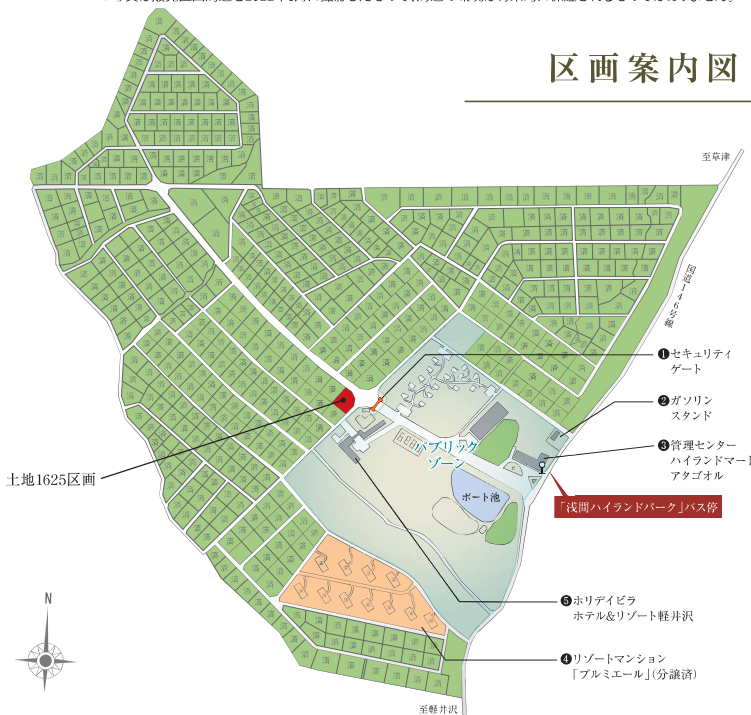 区画案内図
至草津
国道146号線
❶セキュリティ
ゲート
❷ガソリン
スタンド
❸管理センター
ハイランドマート
アタゴオル
「浅間ハイランドパーク」バス停
パブリック
ゾーン
ボート池
土地1625区画
❺ホリデイビラ
ホテル&リゾート軽井沢
❹リゾートマンション
「プルミエール」(分譲済)
N
至軽井沢
済